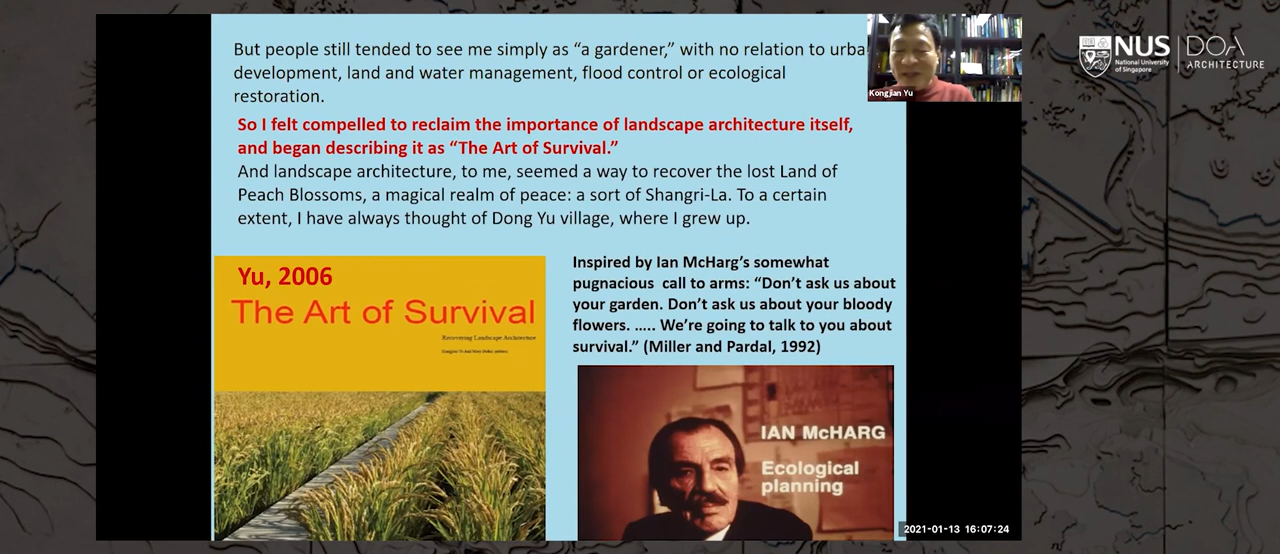 But people still tended to see me simply as “a gardener,” with no relation to urba
development, land and water management, flood control or ecological
restoration.
So I felt compelled to reclaim the importance of landscape architecture itself,
and began describing it as “The Art of Survival.”
And landscape architecture, to me, seemed a way to recover the lost Land of
Peach Blossoms, a magical realm of peace: a sort of Shangri-La. To a certain
extent, I have always thought of Dong Yu village, where I grew up.
Yu, 2006
The Art of Survival
Recovering Landscape Architecture
Inspired by Ian McHarg’s somewhat
pugnacious call to arms: “Don’t ask us about
your garden. Don’t ask us about your bloody
flowers. ….. We’re going to talk to you about
survival.” (Miller and Pardal, 1992)
IAN McHARG
Ecological
planning
Kongjian Yu
NUS
National University
of Singapore
DOA
ARCHITECTURE
2021-01-13 16:07:24